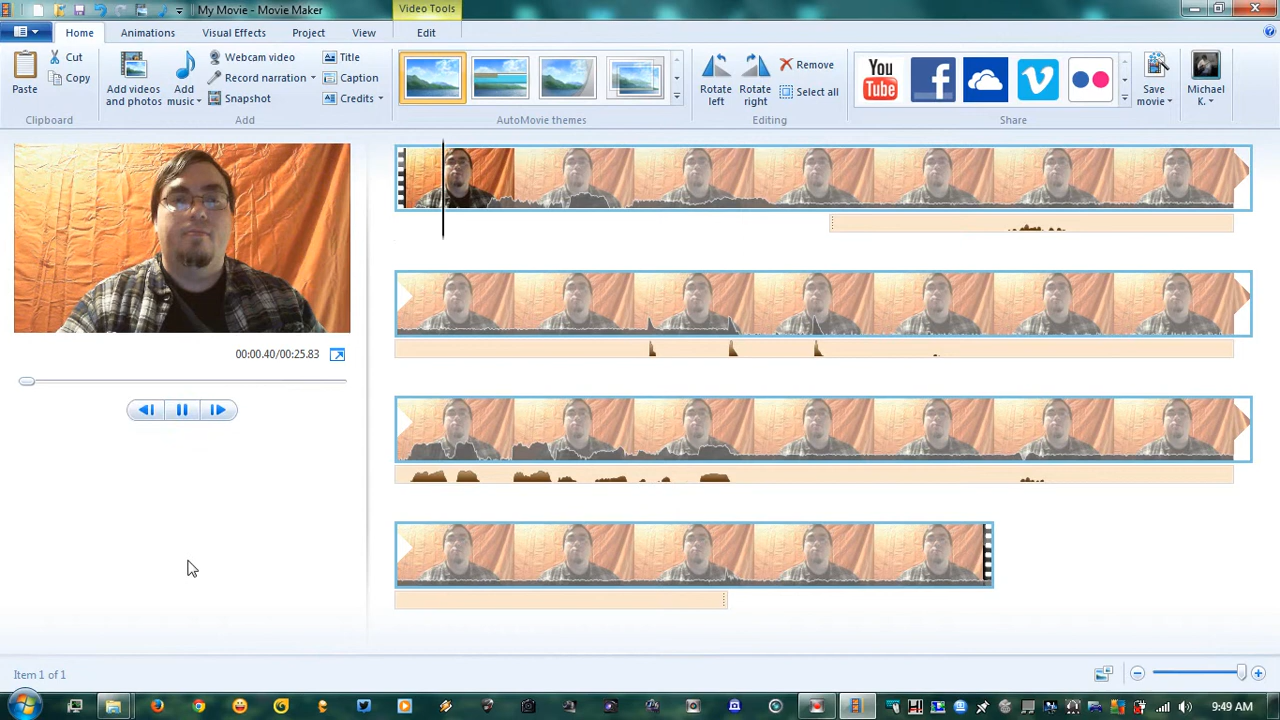 My Movie - Movie Maker
Video Tools
Home
Animations
Visual Effects
Project
View
Edit
Paste
Cut
Copy
Clipboard
Add videos
and photos
Add
music
Webcam video
Record narration
Snapshot
Title
Caption
Credits
Add
AutoMovie themes
Rotate
left
Rotate
right
Remove
Select all
Editing
You
Tube
Share
Save
movie
Michael
K.
00:00.40/00:25.83
Item 1 of 1
9:49 AM